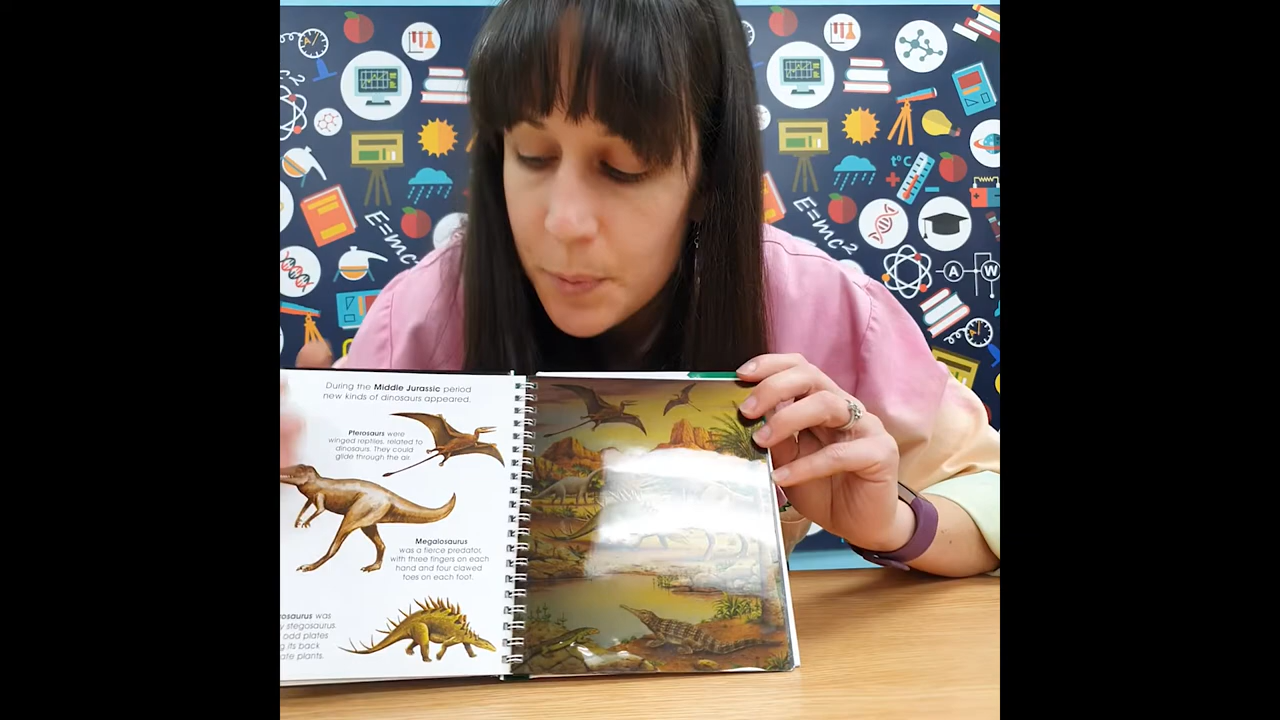 During the Middle Jurassic period
new kinds of dinosaurs appeared.
Pterosaurs were
winged reptiles, related to
dinosaurs. They could
glide through the air.
Megalosaurus
was a fierce predator,
with three fingers on each
hand and four clawed
toes on each foot.
osaurus was
y stegosaurus.
odd plates
g its back
ate plants.
E=mc
E=mc²
t°C
A
W